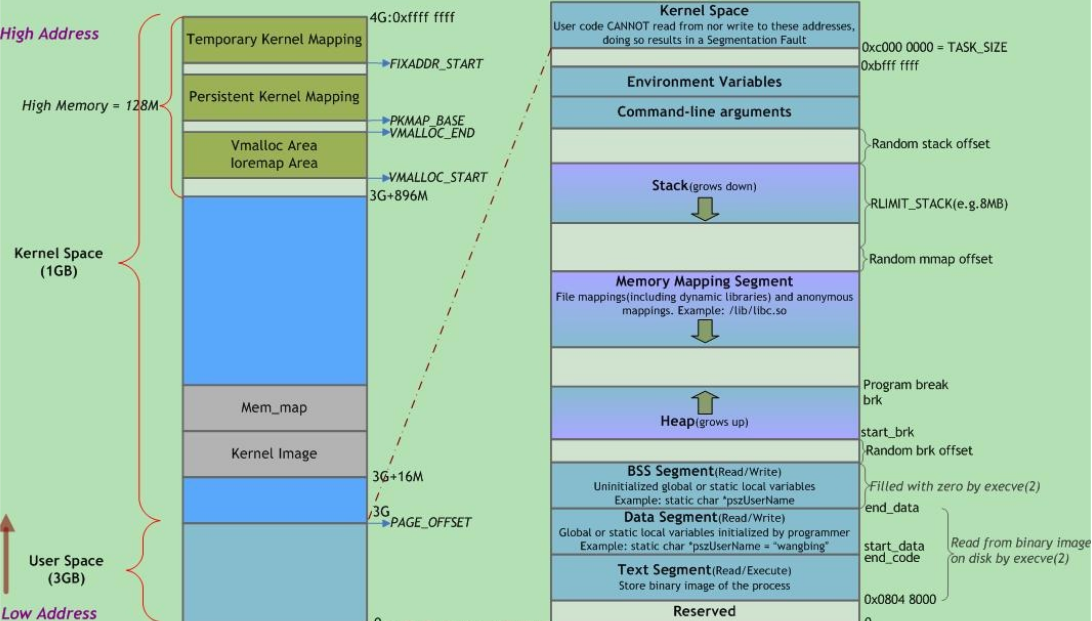 High Address
4G:0xffff ffff
Temporary Kernel Mapping
FIXADDR_START
High Memory = 128M
Persistent Kernel Mapping
PKMAP_BASE
VMALLOC_END
Vmalloc Area
Ioremap Area
VMALLOC_START
3G+896M
Kernel Space
(1GB)
Mem_map
Kernel Image
3G+16M
3G
PAGE_OFFSET
User Space
(3GB)
Low Address
0
Kernel Space
User code CANNOT read from nor write to these addresses,
doing so results in a Segmentation Fault
0xc000 0000 = TASK_SIZE
0xbfff ffff
Environment Variables
Command-line arguments
Random stack offset
Stack(grows down)
RLIMIT_STACK(e.g.8MB)
Random mmap offset
Memory Mapping Segment
File mappings(including dynamic libraries) and anonymous
mappings. Example: /lib/libc.so
Program break
brk
Heap(grows up)
start_brk
Random brk offset
BSS Segment(Read/Write)
Uninitialized global or static local variables
Example: static char *pszUserName
Filled with zero by execve(2)
end_data
Data Segment(Read/Write)
Global or static local variables initialized by programmer
Example: static char *pszUserName = "wangbing"
start_data
end_code
Read from binary image
on disk by execve(2)
Text Segment(Read/Execute)
Store binary image of the process
0x0804 8000
Reserved
0